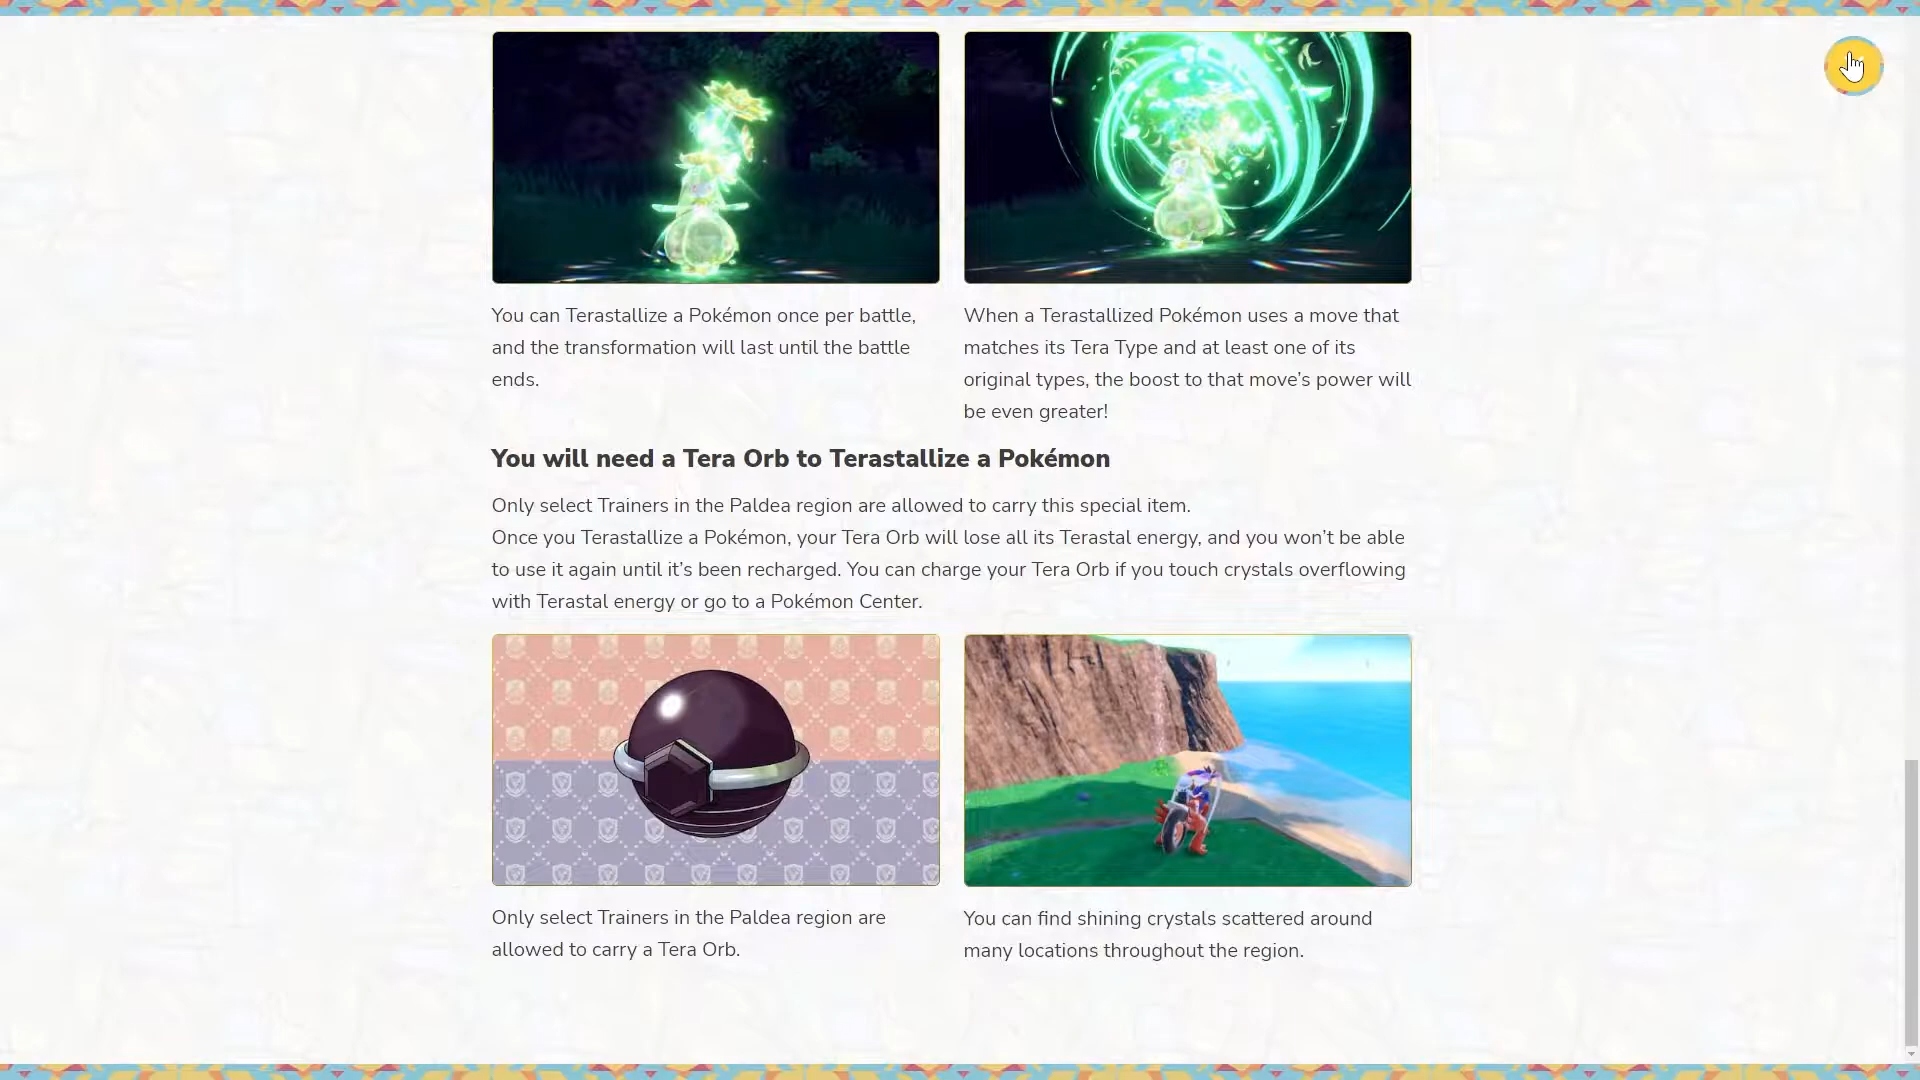 You can Terastallize a Pokémon once per battle,
and the transformation will last until the battle
ends.
When a Terastallized Pokémon uses a move that
matches its Tera Type and at least one of its
original types, the boost to that move’s power will
be even greater!
You will need a Tera Orb to Terastallize a Pokémon
Only select Trainers in the Paldea region are allowed to carry this special item.
Once you Terastallize a Pokémon, your Tera Orb will lose all its Terastal energy, and you won’t be able
to use it again until it’s been recharged. You can charge your Tera Orb if you touch crystals overflowing
with Terastal energy or go to a Pokémon Center.
Only select Trainers in the Paldea region are
allowed to carry a Tera Orb.
You can find shining crystals scattered around
many locations throughout the region.